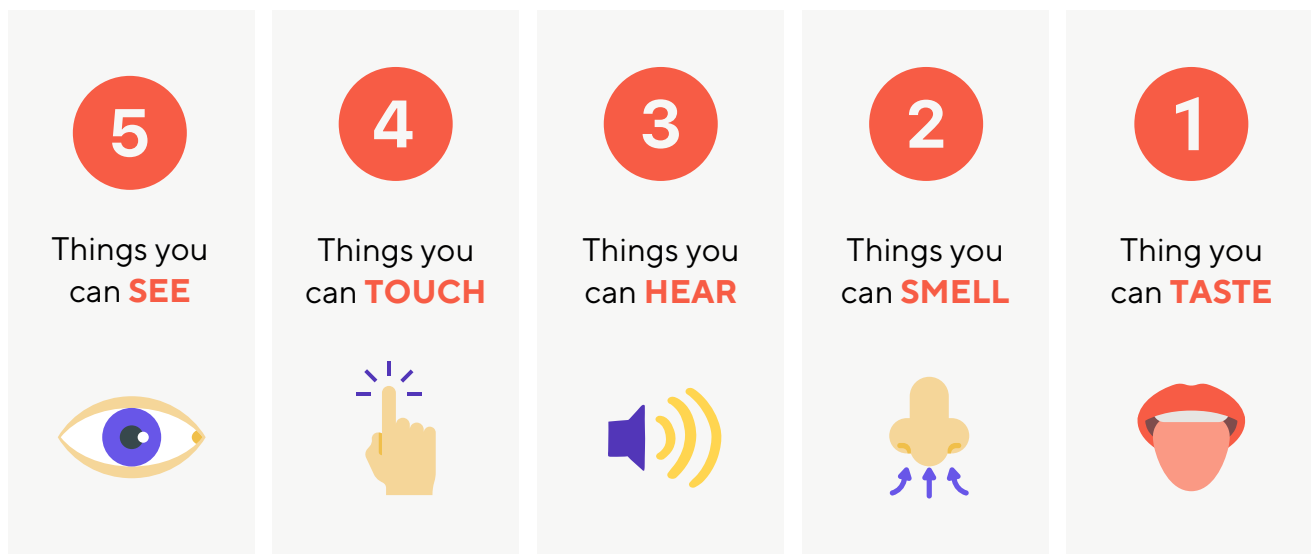 5
Things you
can SEE
4
Things you
can TOUCH
3
Things you
can HEAR
2
Things you
can SMELL
1
Thing you
can TASTE